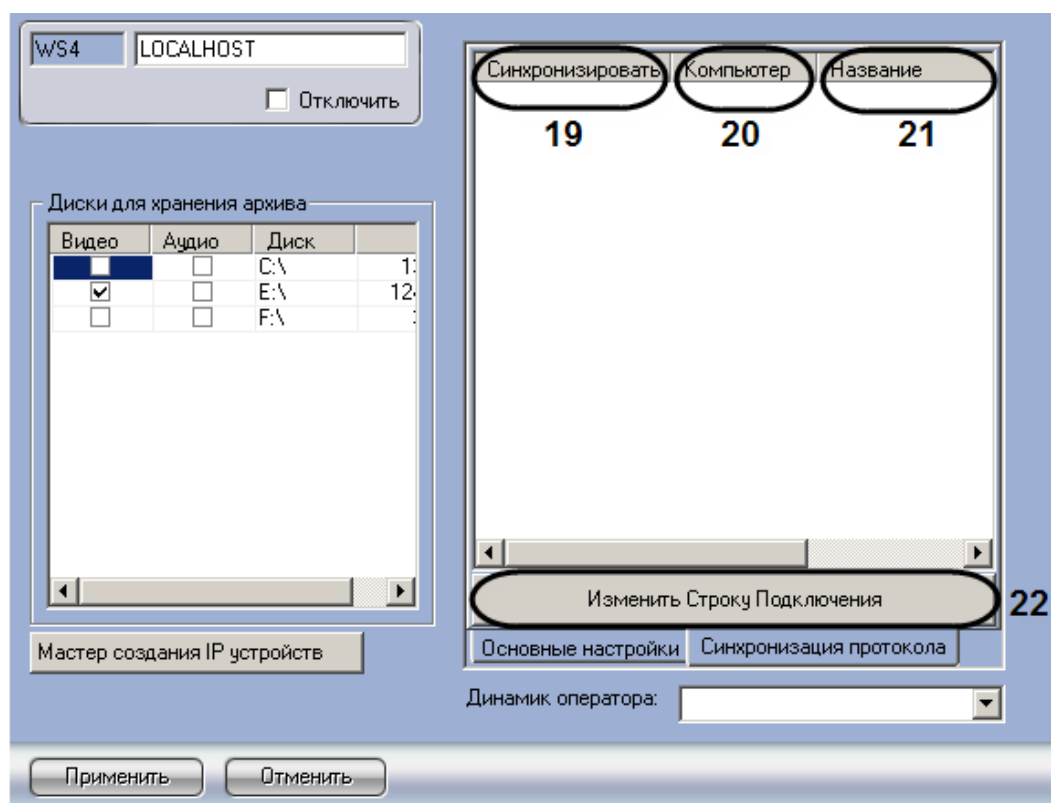 WS4 LOCALHOST
Отключить
Диски для хранения архива
Видео Аудио Диск
C:\
E:\ 12
F:\
Мастер создания IP устройств
Синхронизировать Компьютер Название
19 20 21
Изменить Строку Подключения 22
Основные настройки Синхронизация протокола
Динамик оператора:
Применить Отменить